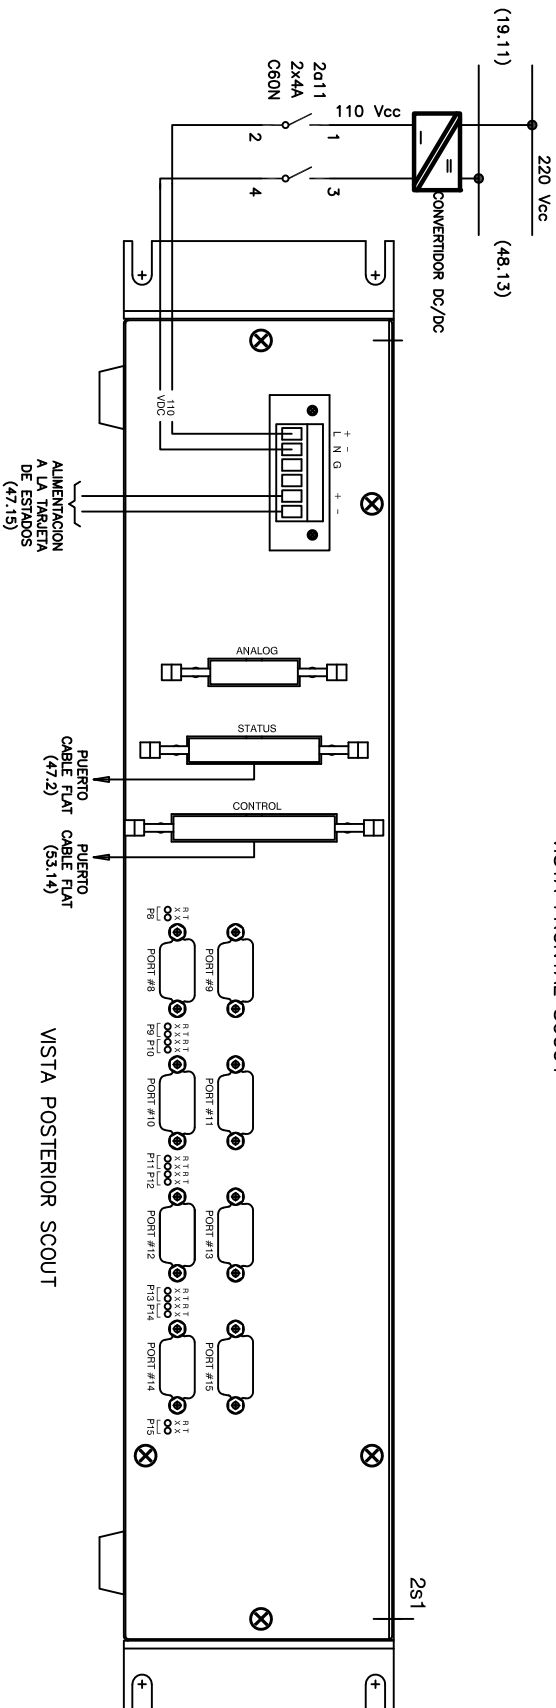 (19.11)
220 Vcc
(48.13)
2a11
2x4A
C60N
110 Vcc
1
2
3
4
CONVERTIDOR DC/DC
110
VDC
+ -
L N G
+ -
ALIMENTACION
A LA TARJETA
DE ESTADOS
(47.15)
ANALOG
STATUS
PUERTO
CABLE FLAT
(47.2)
CONTROL
PUERTO
CABLE FLAT
(53.14)
PORT #9
PORT #11
PORT #13
PORT #15
R T
X X
P8
PORT #8
R T R T
X X X X
P9 P10
PORT #10
R T R T
X X X X
P11 P12
PORT #12
R T R T
X X X X
P13 P14
PORT #14
R T
X X
P15
VISTA POSTERIOR SCOUT
2s1